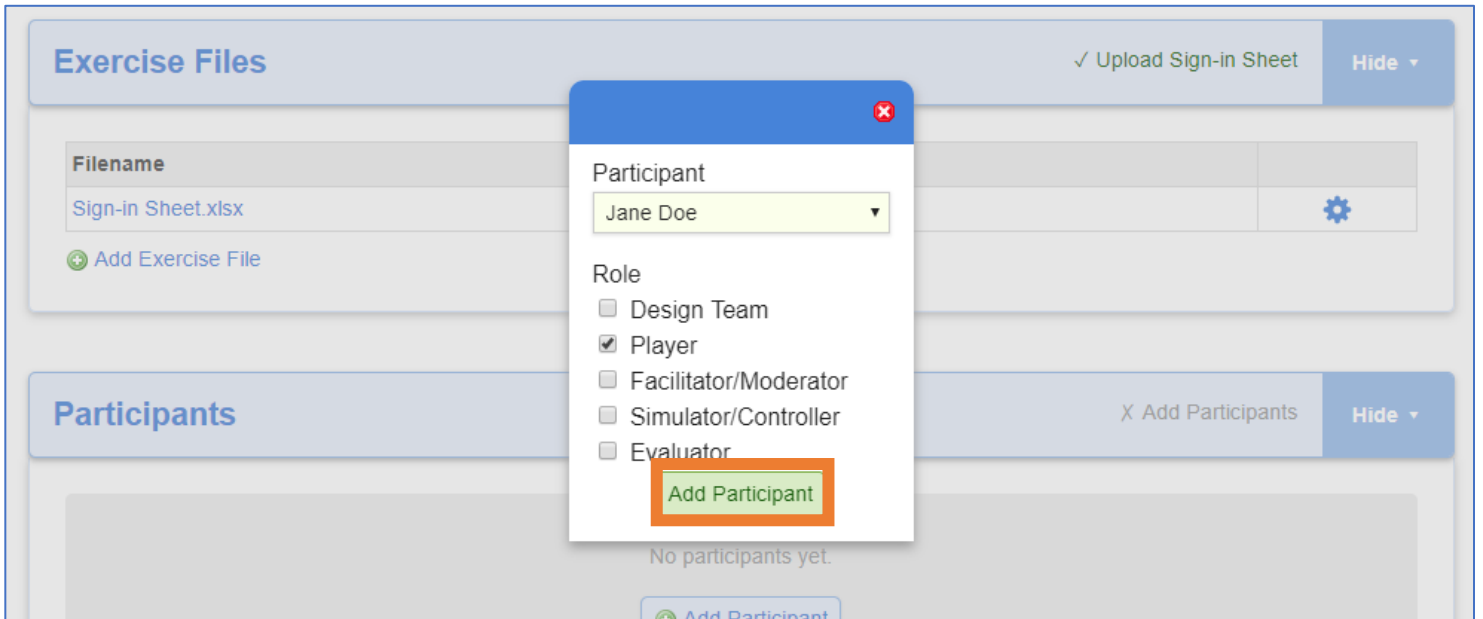 Exercise Files
✓ Upload Sign-in Sheet
Hide
Filename
Sign-in Sheet.xlsx
Add Exercise File
Participant
Jane Doe
Role
Design Team
Player
Facilitator/Moderator
Simulator/Controller
Evaluator
Add Participant
Participants
X Add Participants
Hide
No participants yet.
Add Participant